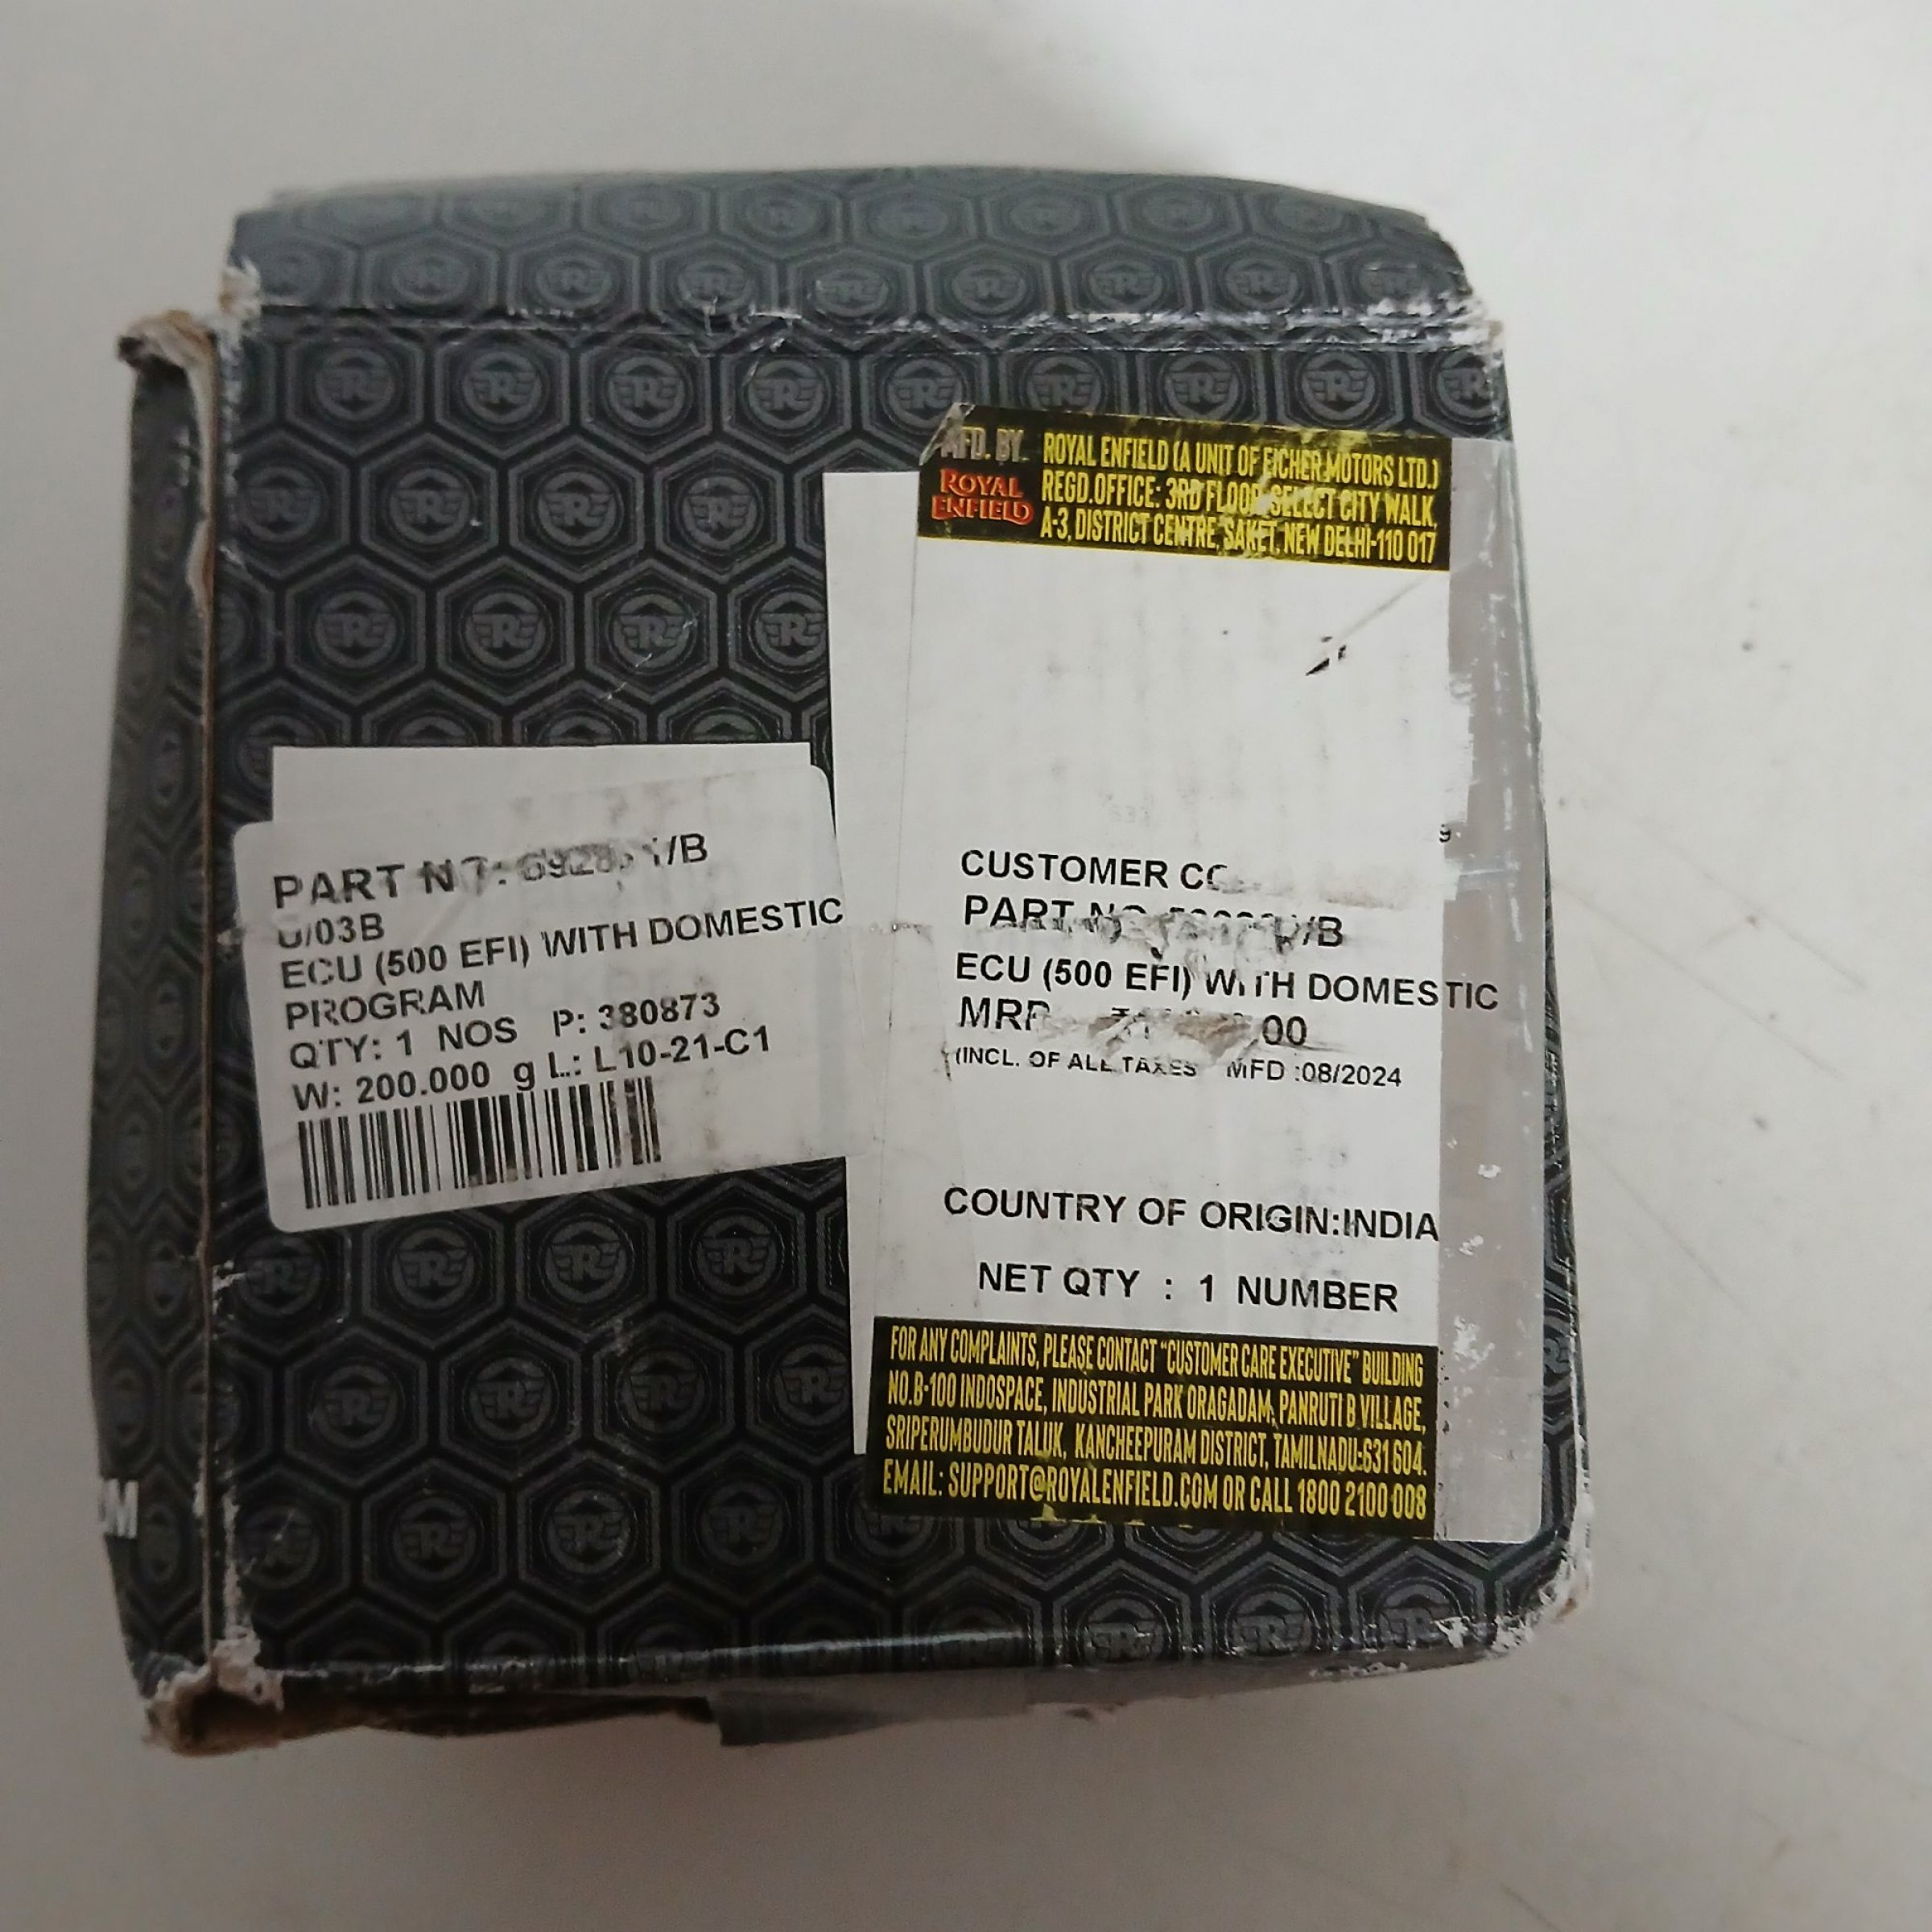 MFD. BY
ROYAL ENFIELD
ROYAL ENFIELD (A UNIT OF EICHER MOTORS LTD.)
REGD.OFFICE: 3RD FLOOR, SELECT CITY WALK,
A-3, DISTRICT CENTRE, SAKET, NEW DELHI-110 017
PART
/03B
ECU (500 EFI) WITH DOMESTIC
PROGRAM
QTY: 1 NOS P: 380873
W: 200.000 g L: L10-21-C1
CUSTOMER
PART
ECU (500 EFI) WITH DOMESTIC
MRP 00
(INCL. OF ALL TAXES MFD :08/2024
COUNTRY OF ORIGIN:INDIA
NET QTY : 1 NUMBER
FOR ANY COMPLAINTS, PLEASE CONTACT "CUSTOMER CARE EXECUTIVE" BUILDING
NO.B-100 INDOSPACE, INDUSTRIAL PARK ORAGADAM, PANRUTI B VILLAGE,
SRIPERUMBUDUR TALUK, KANCHEEPURAM DISTRICT, TAMILNADU-631 604.
EMAIL: SUPPORT@ROYALENFIELD.COM OR CALL 1800 2100 008